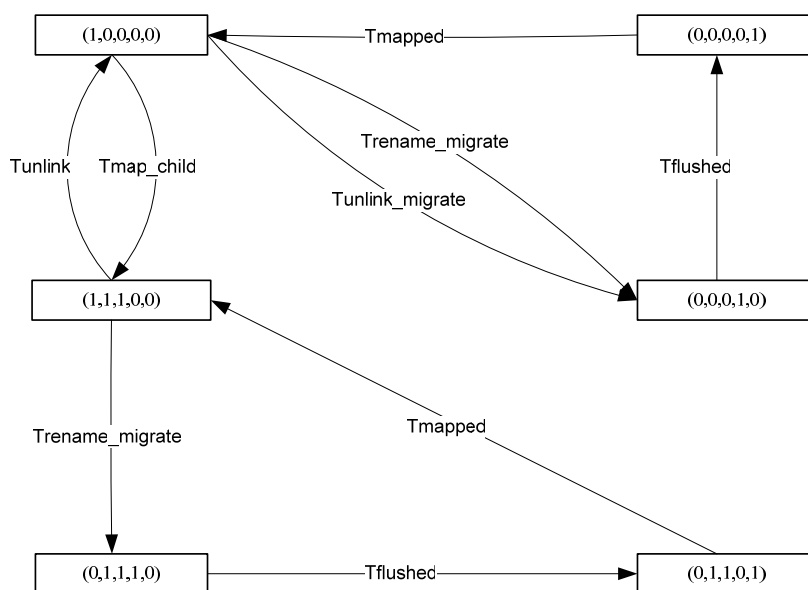 (1,0,0,0,0)
Tmapped
(0,0,0,0,1)
Tunlink
Tmap_child
Trename_migrate
Tunlink_migrate
Tflushed
(1,1,1,0,0)
(0,0,0,1,0)
Trename_migrate
Tmapped
(0,1,1,1,0)
Tflushed
(0,1,1,0,1)